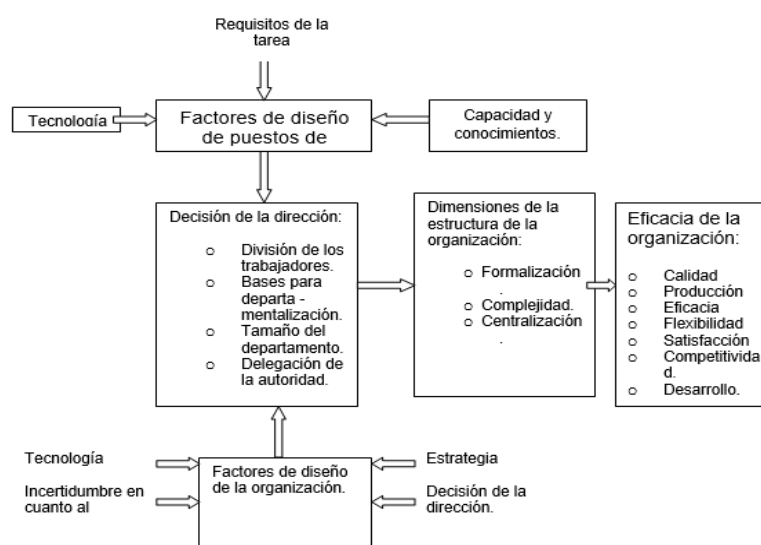 Requisitos de la
tarea
Tecnología
Factores de diseño
de puestos de
Capacidad y
conocimientos.
Decisión de la dirección:
o División de los
trabajadores.
o Bases para
departa -
mentalización.
o Tamaño del
departamento.
o Delegación de
la autoridad.
Dimensiones de la
estructura de la
organización:
o Formalización
.
o Complejidad.
o Centralización
.
Eficacia de la
organización:
o Calidad
o Producción
o Eficacia
o Flexibilidad
o Satisfacción
o Competitivida
d.
o Desarrollo.
Tecnología
Incertidumbre en
cuanto al
Factores de diseño
de la organización.
Estrategia
Decisión de la
dirección.